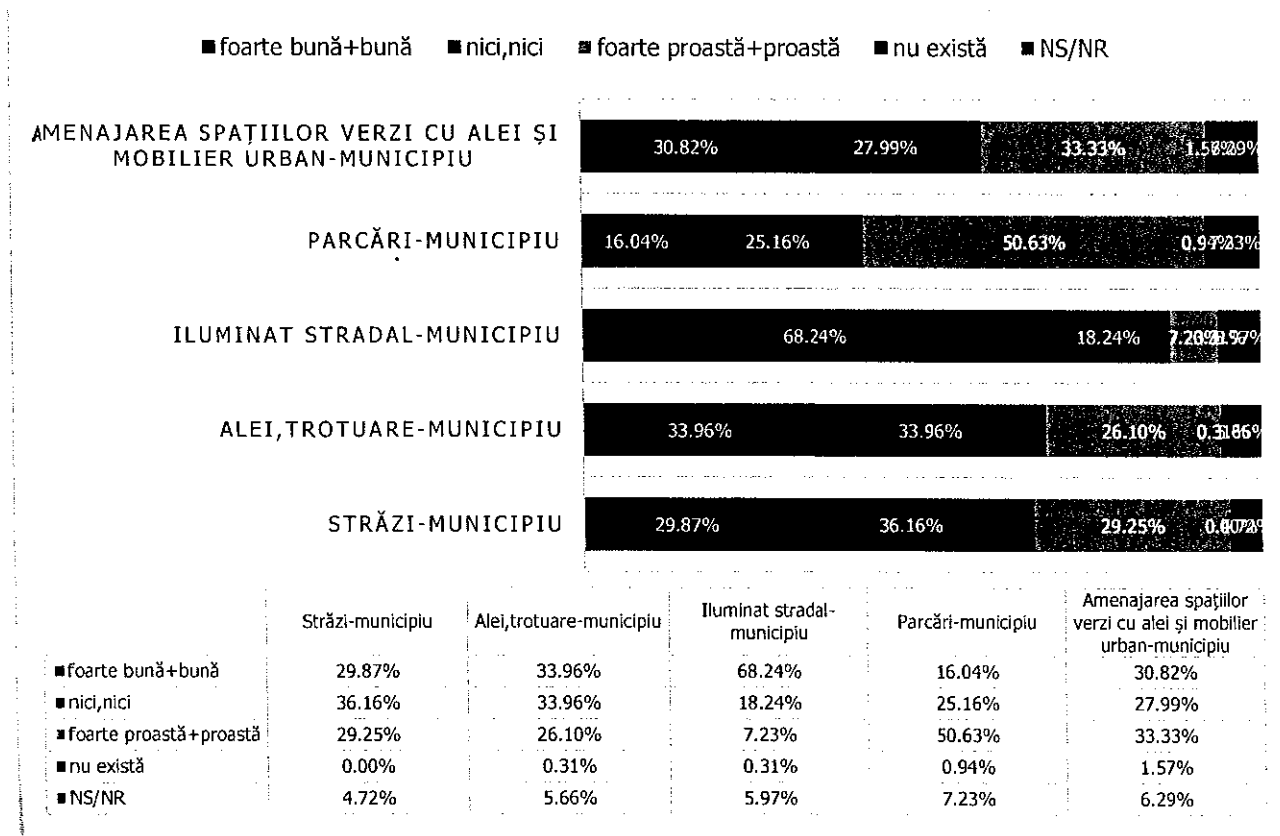 foarte bună+bună nici,nici foarte proastă+proastă nu există NS/NR
AMENAJAREA SPAȚIILOR VERZI CU ALEI ȘI
MOBILIER URBAN-MUNICIPIU
30.82% 27.99% 33.33%
PARCĂRI-MUNICIPIU
16.04% 25.16% 50.63%
ILUMINAT STRADAL-MUNICIPIU
68.24% 18.24%
ALEI,TROTUARE-MUNICIPIU
33.96% 33.96% 26.10%
STRĂZI-MUNICIPIU
29.87% 36.16% 29.25%
Străzi-municipiu Alei,trotuare-municipiu Iluminat stradal-
municipiu Parcări-municipiu Amenajarea spațiilor
verzi cu alei și mobilier
urban-municipiu
foarte bună+bună 29.87% 33.96% 68.24% 16.04% 30.82%
nici,nici 36.16% 33.96% 18.24% 25.16% 27.99%
foarte proastă+proastă 29.25% 26.10% 7.23% 50.63% 33.33%
nu există 0.00% 0.31% 0.31% 0.94% 1.57%
NS/NR 4.72% 5.66% 5.97% 7.23% 6.29%